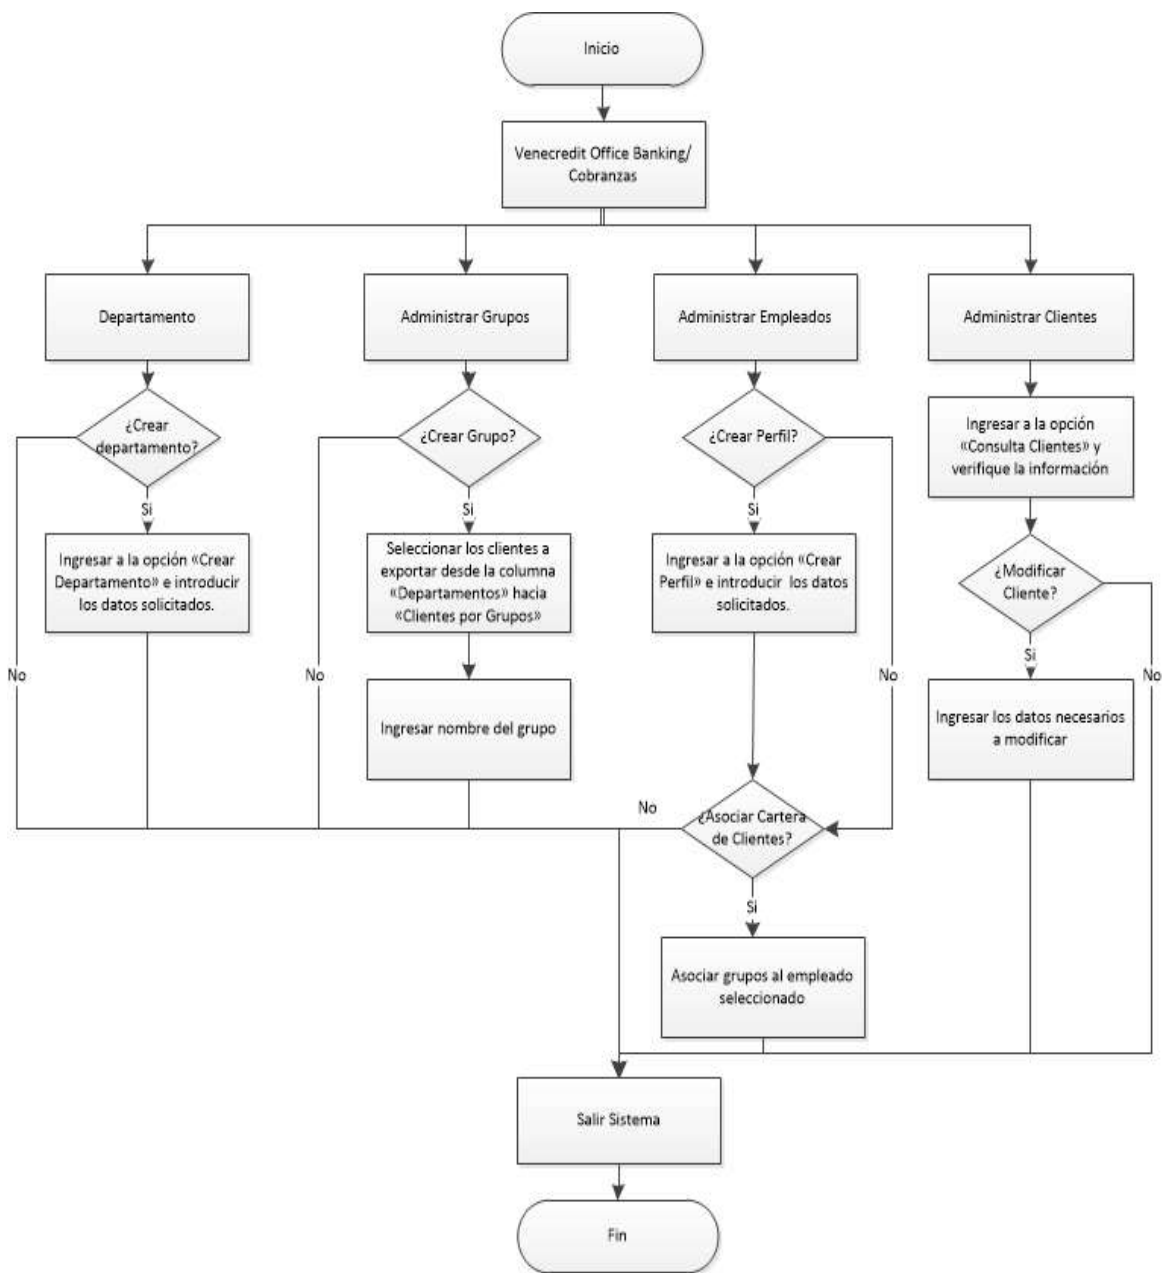 Inicio
Venecredit Office Banking/
Cobranzas
Departamento
Administrar Grupos
Administrar Empleados
Administrar Clientes
¿Crear
departamento?
¿Crear Grupo?
¿Crear Perfil?
Ingresar a la opción
«Consulta Clientes» y
verifique la información
Si
Si
Si
Ingresar a la opción «Crear
Departamento» e introducir
los datos solicitados.
Seleccionar los clientes a
exportar desde la columna
«Departamentos» hacia
«Clientes por Grupos»
Ingresar a la opción «Crear
Perfil» e introducir los datos
solicitados.
¿Modificar
Cliente?
Si
No
No
No
No
Ingresar nombre del grupo
Ingresar los datos necesarios
a modificar
No
¿Asociar Cartera
de Clientes?
Si
Asociar grupos al empleado
seleccionado
Salir Sistema
Fin